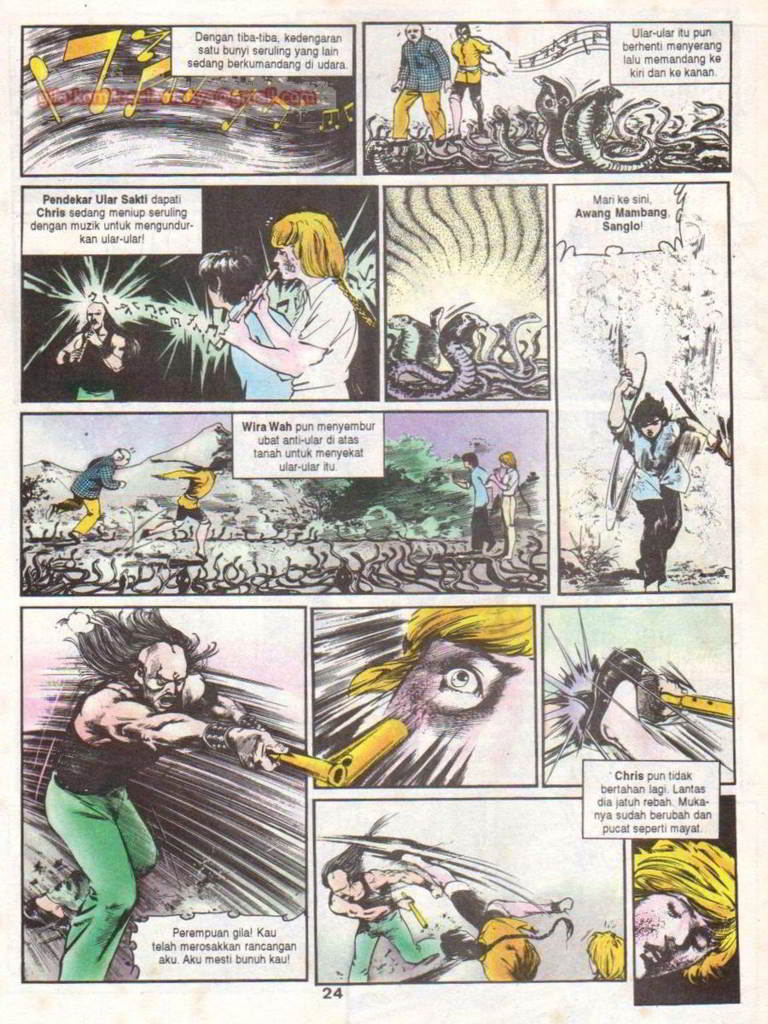 Dengan tiba-tiba, kedengaran
satu bunyi seruling yang lain
sedang berkumandang di udara.
Ular-ular itu pun
berhenti menyerang
lalu memandang ke
kiri dan ke kanan.
Pendekar Ular Sakti dapati
Chris sedang meniup seruling
dengan muzik untuk mengundur-
kan ular-ular!
Mari ke sini,
Awang Mambang,
Sanglo!
Wira Wah pun menyembur
ubat anti-ular di atas
tanah untuk menyekat
ular-ular itu.
Perempuan gila! Kau
telah merosakkan rancangan
aku. Aku mesti bunuh kau!
Chris pun tidak
bertahan lagi. Lantas
dia jatuh rebah. Muka-
nya sudah berubah dan
pucat seperti mayat.
24